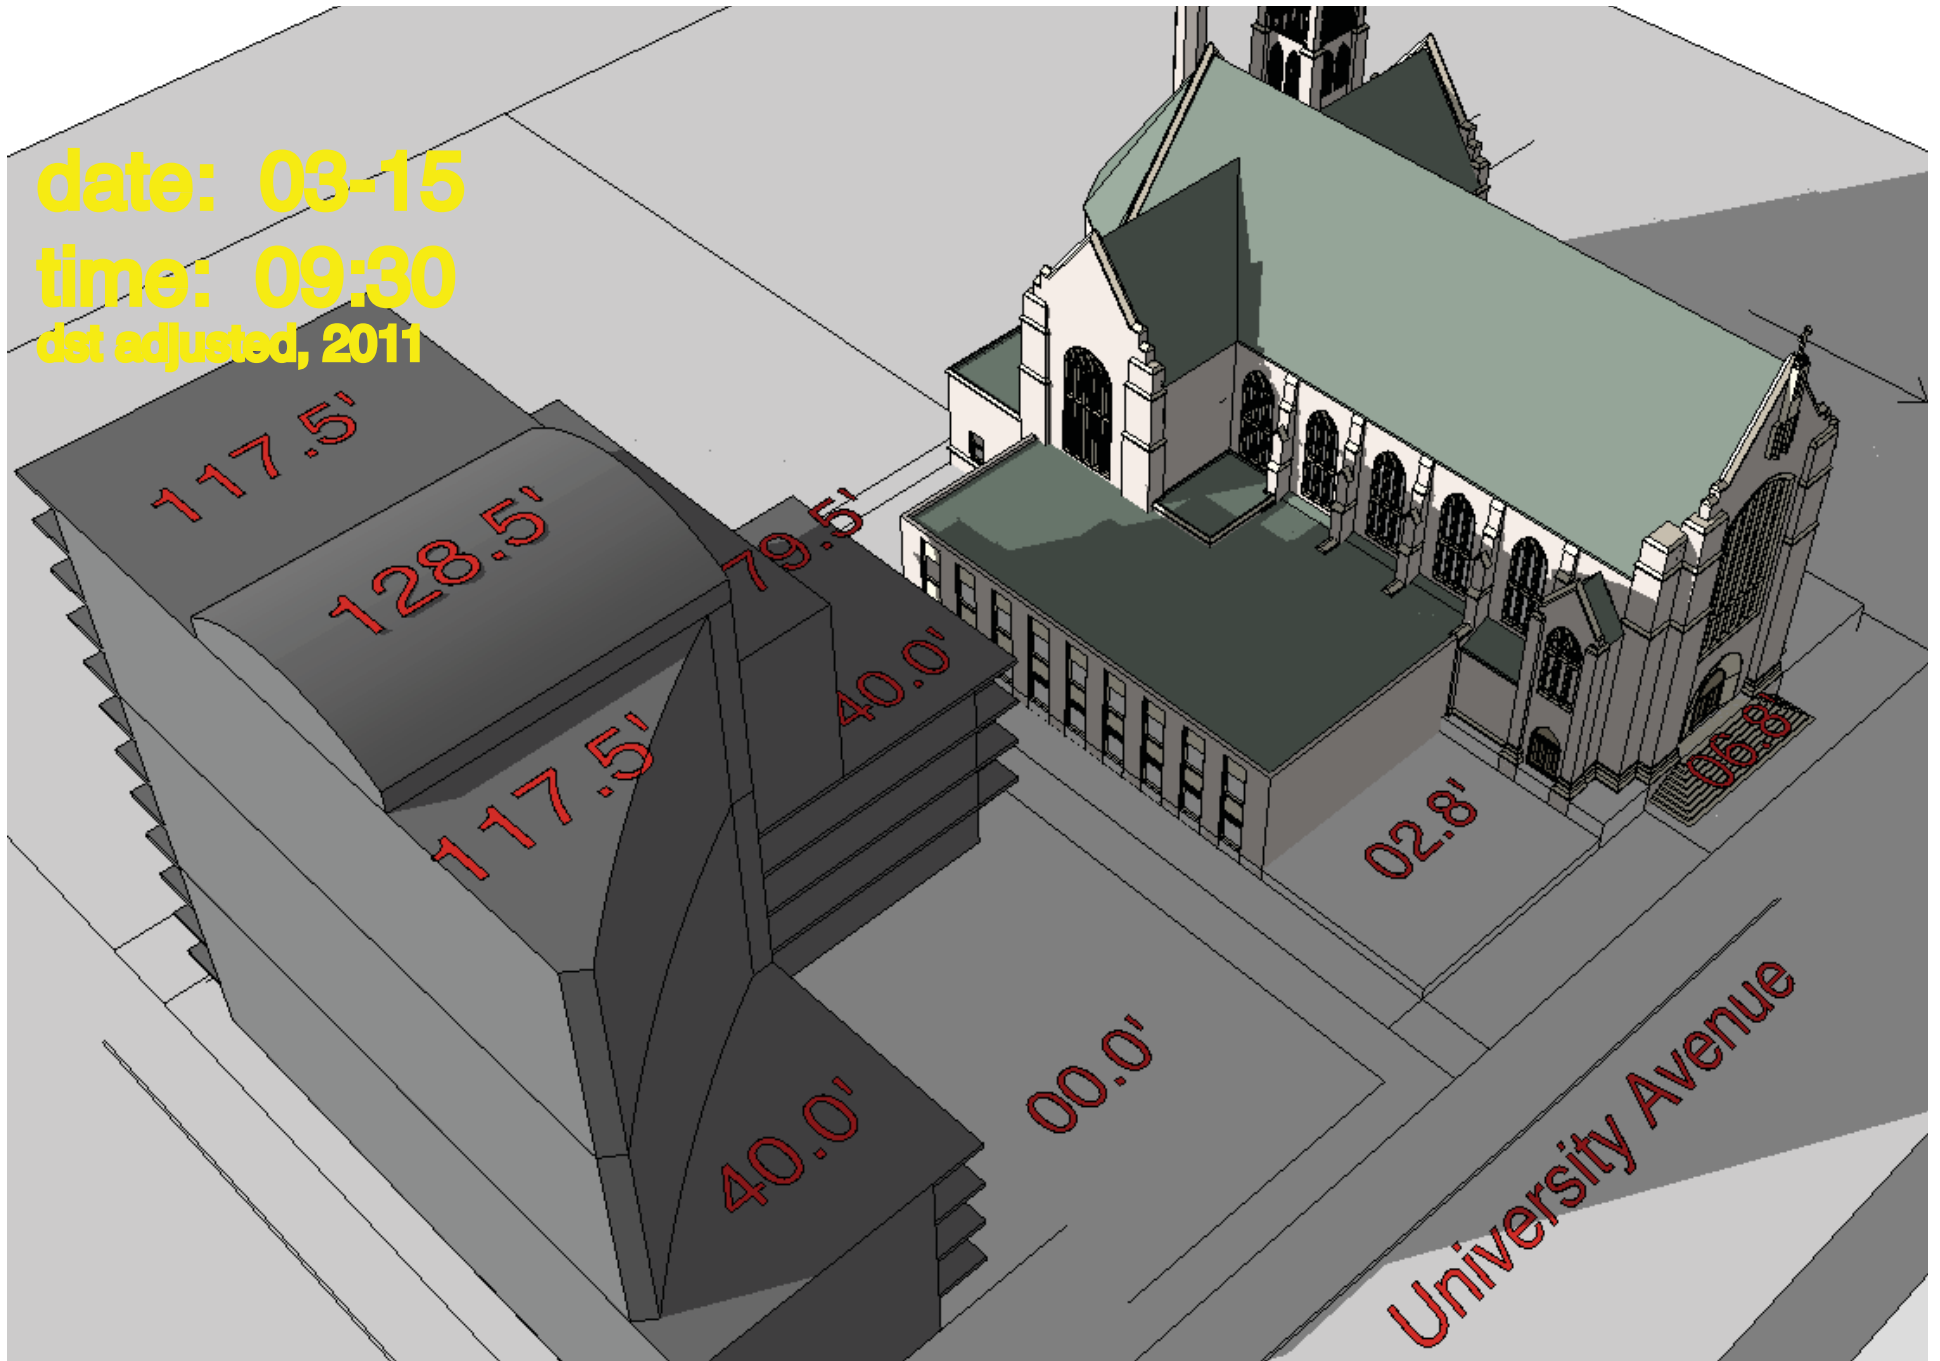 date: 03-15
time: 09:30
dst adjusted, 2011
117.5'
128.5'
79.5'
40.0'
117.5'
06.8'
02.8'
00.0'
40.0'
University Avenue